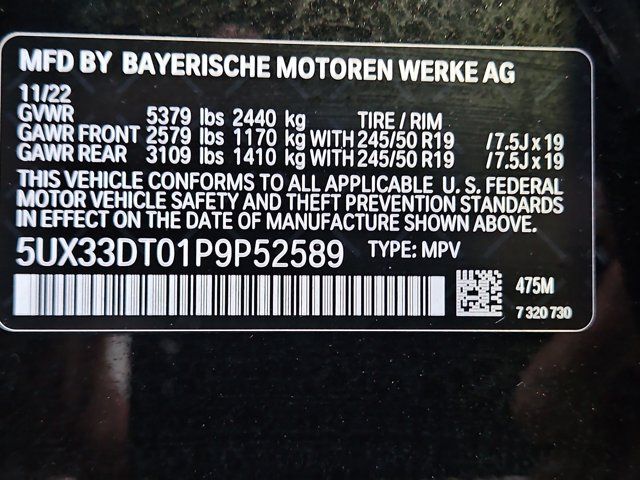 MFD BY BAYERISCHE MOTOREN WERKE AG
11/22
GVWR 5379 lbs 2440 kg TIRE / RIM
GAWR FRONT 2579 lbs 1170 kg WITH 245/50 R19 /7.5J x 19
GAWR REAR 3109 lbs 1410 kg WITH 245/50 R19 /7.5J x 19
THIS VEHICLE CONFORMS TO ALL APPLICABLE U. S. FEDERAL
MOTOR VEHICLE SAFETY AND THEFT PREVENTION STANDARDS
IN EFFECT ON THE DATE OF MANUFACTURE SHOWN ABOVE.
5UX33DT01P9P52589 TYPE: MPV
475M
7 320 730